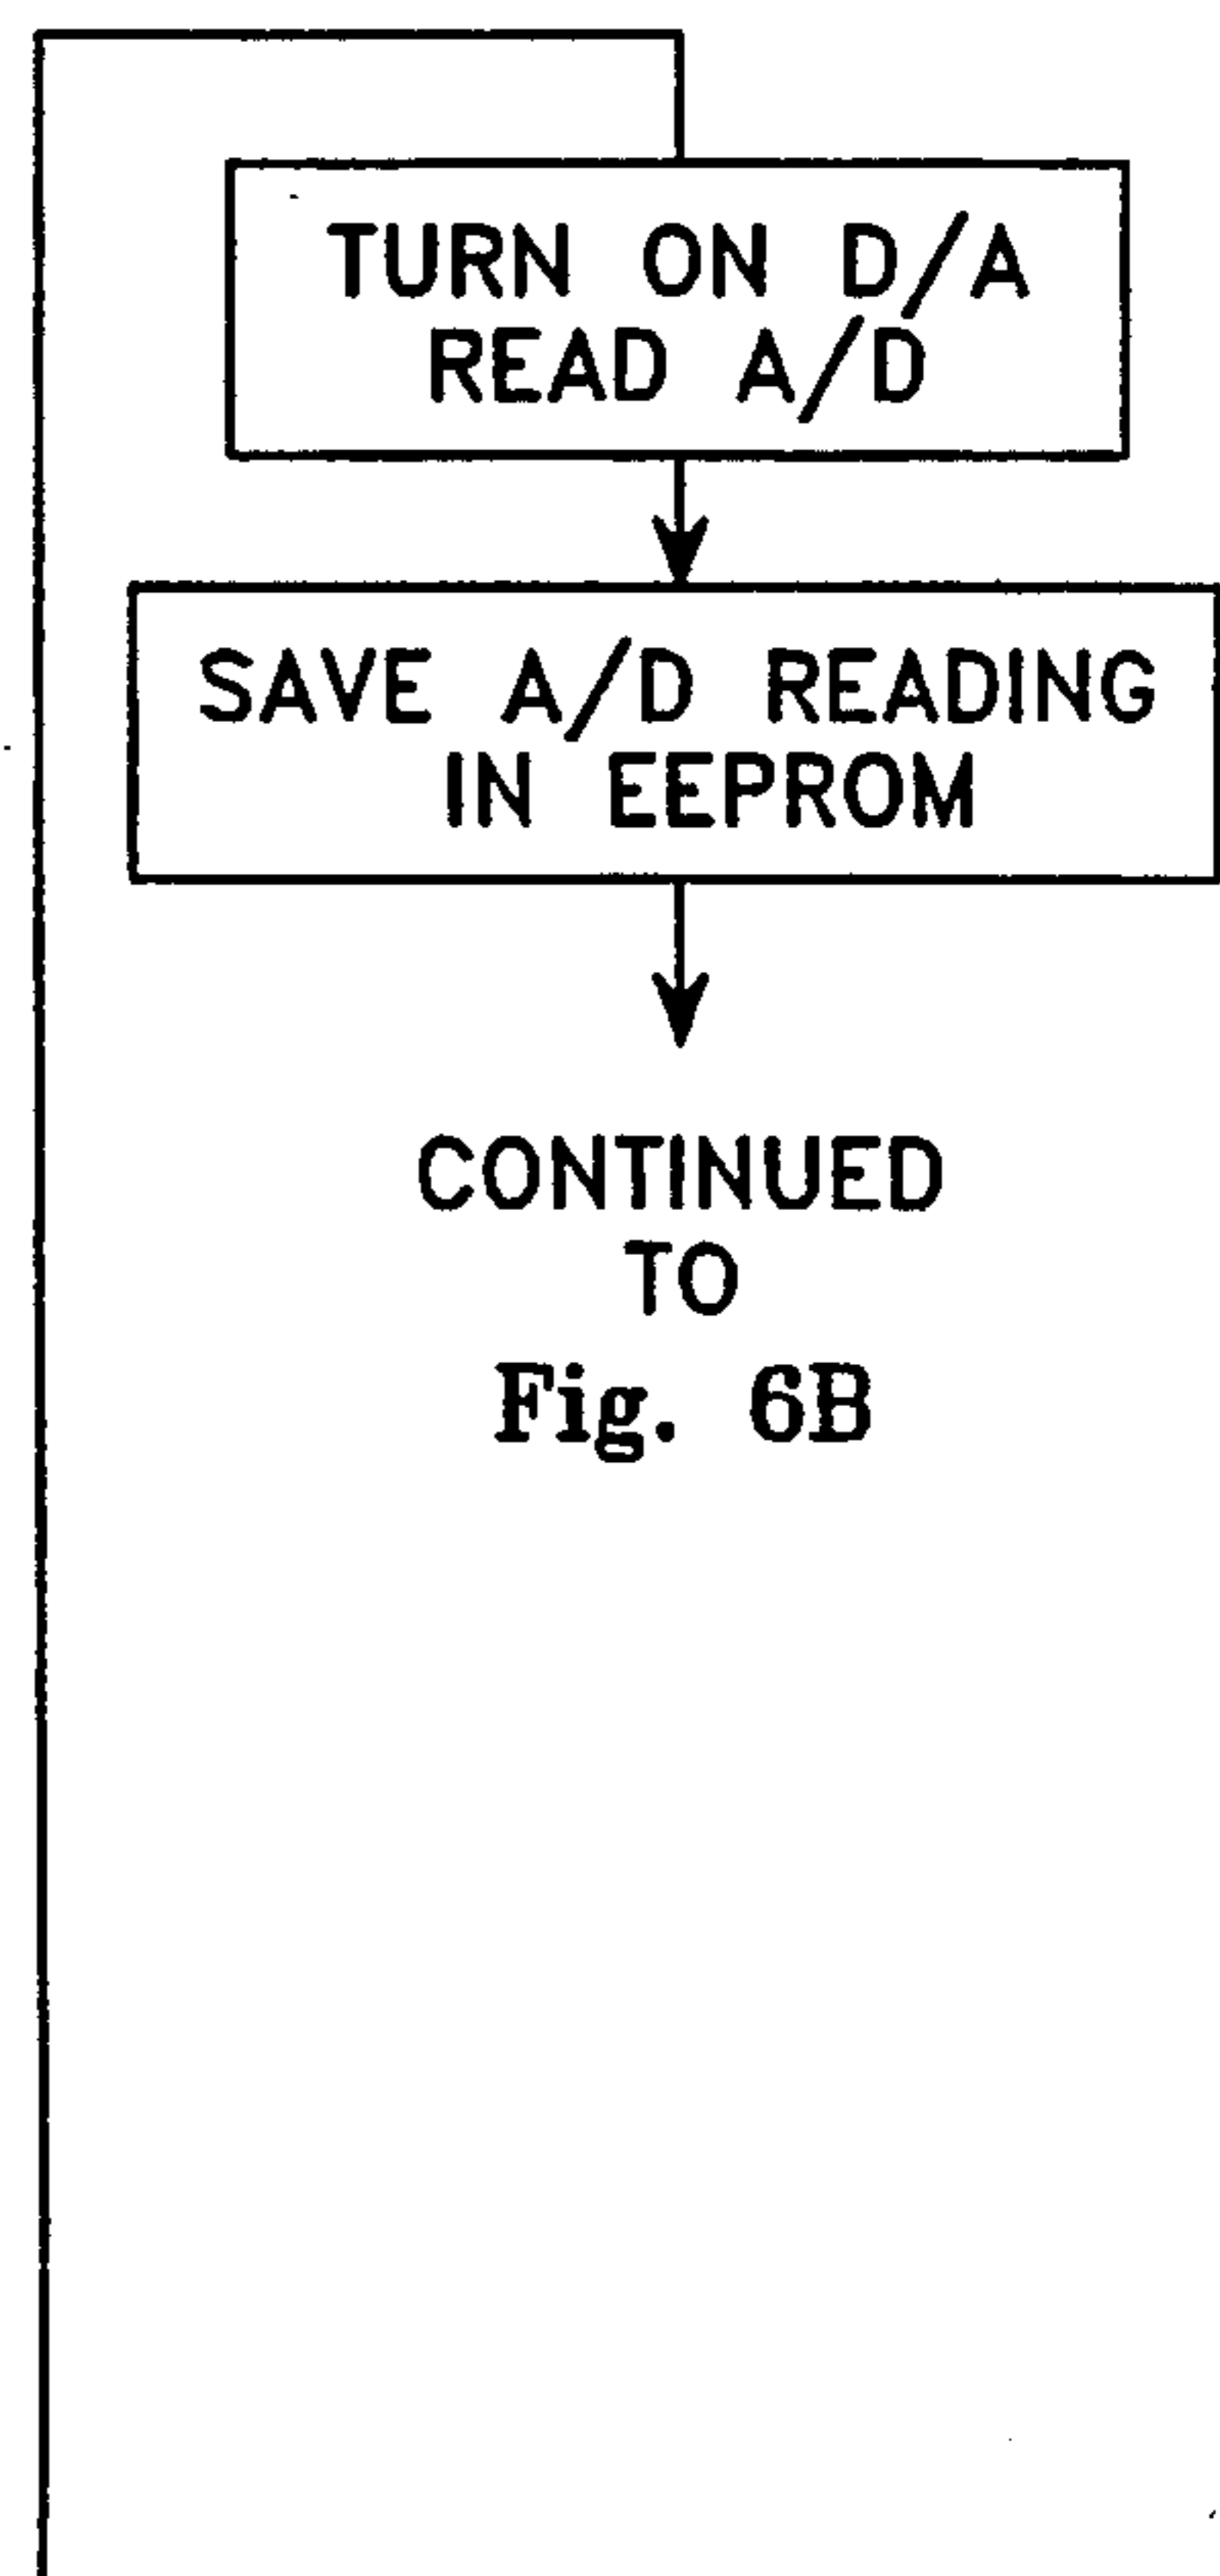 TURN ON D/A
READ A/D
SAVE A/D READING
IN EEPROM
CONTINUED
TO
Fig. 6B